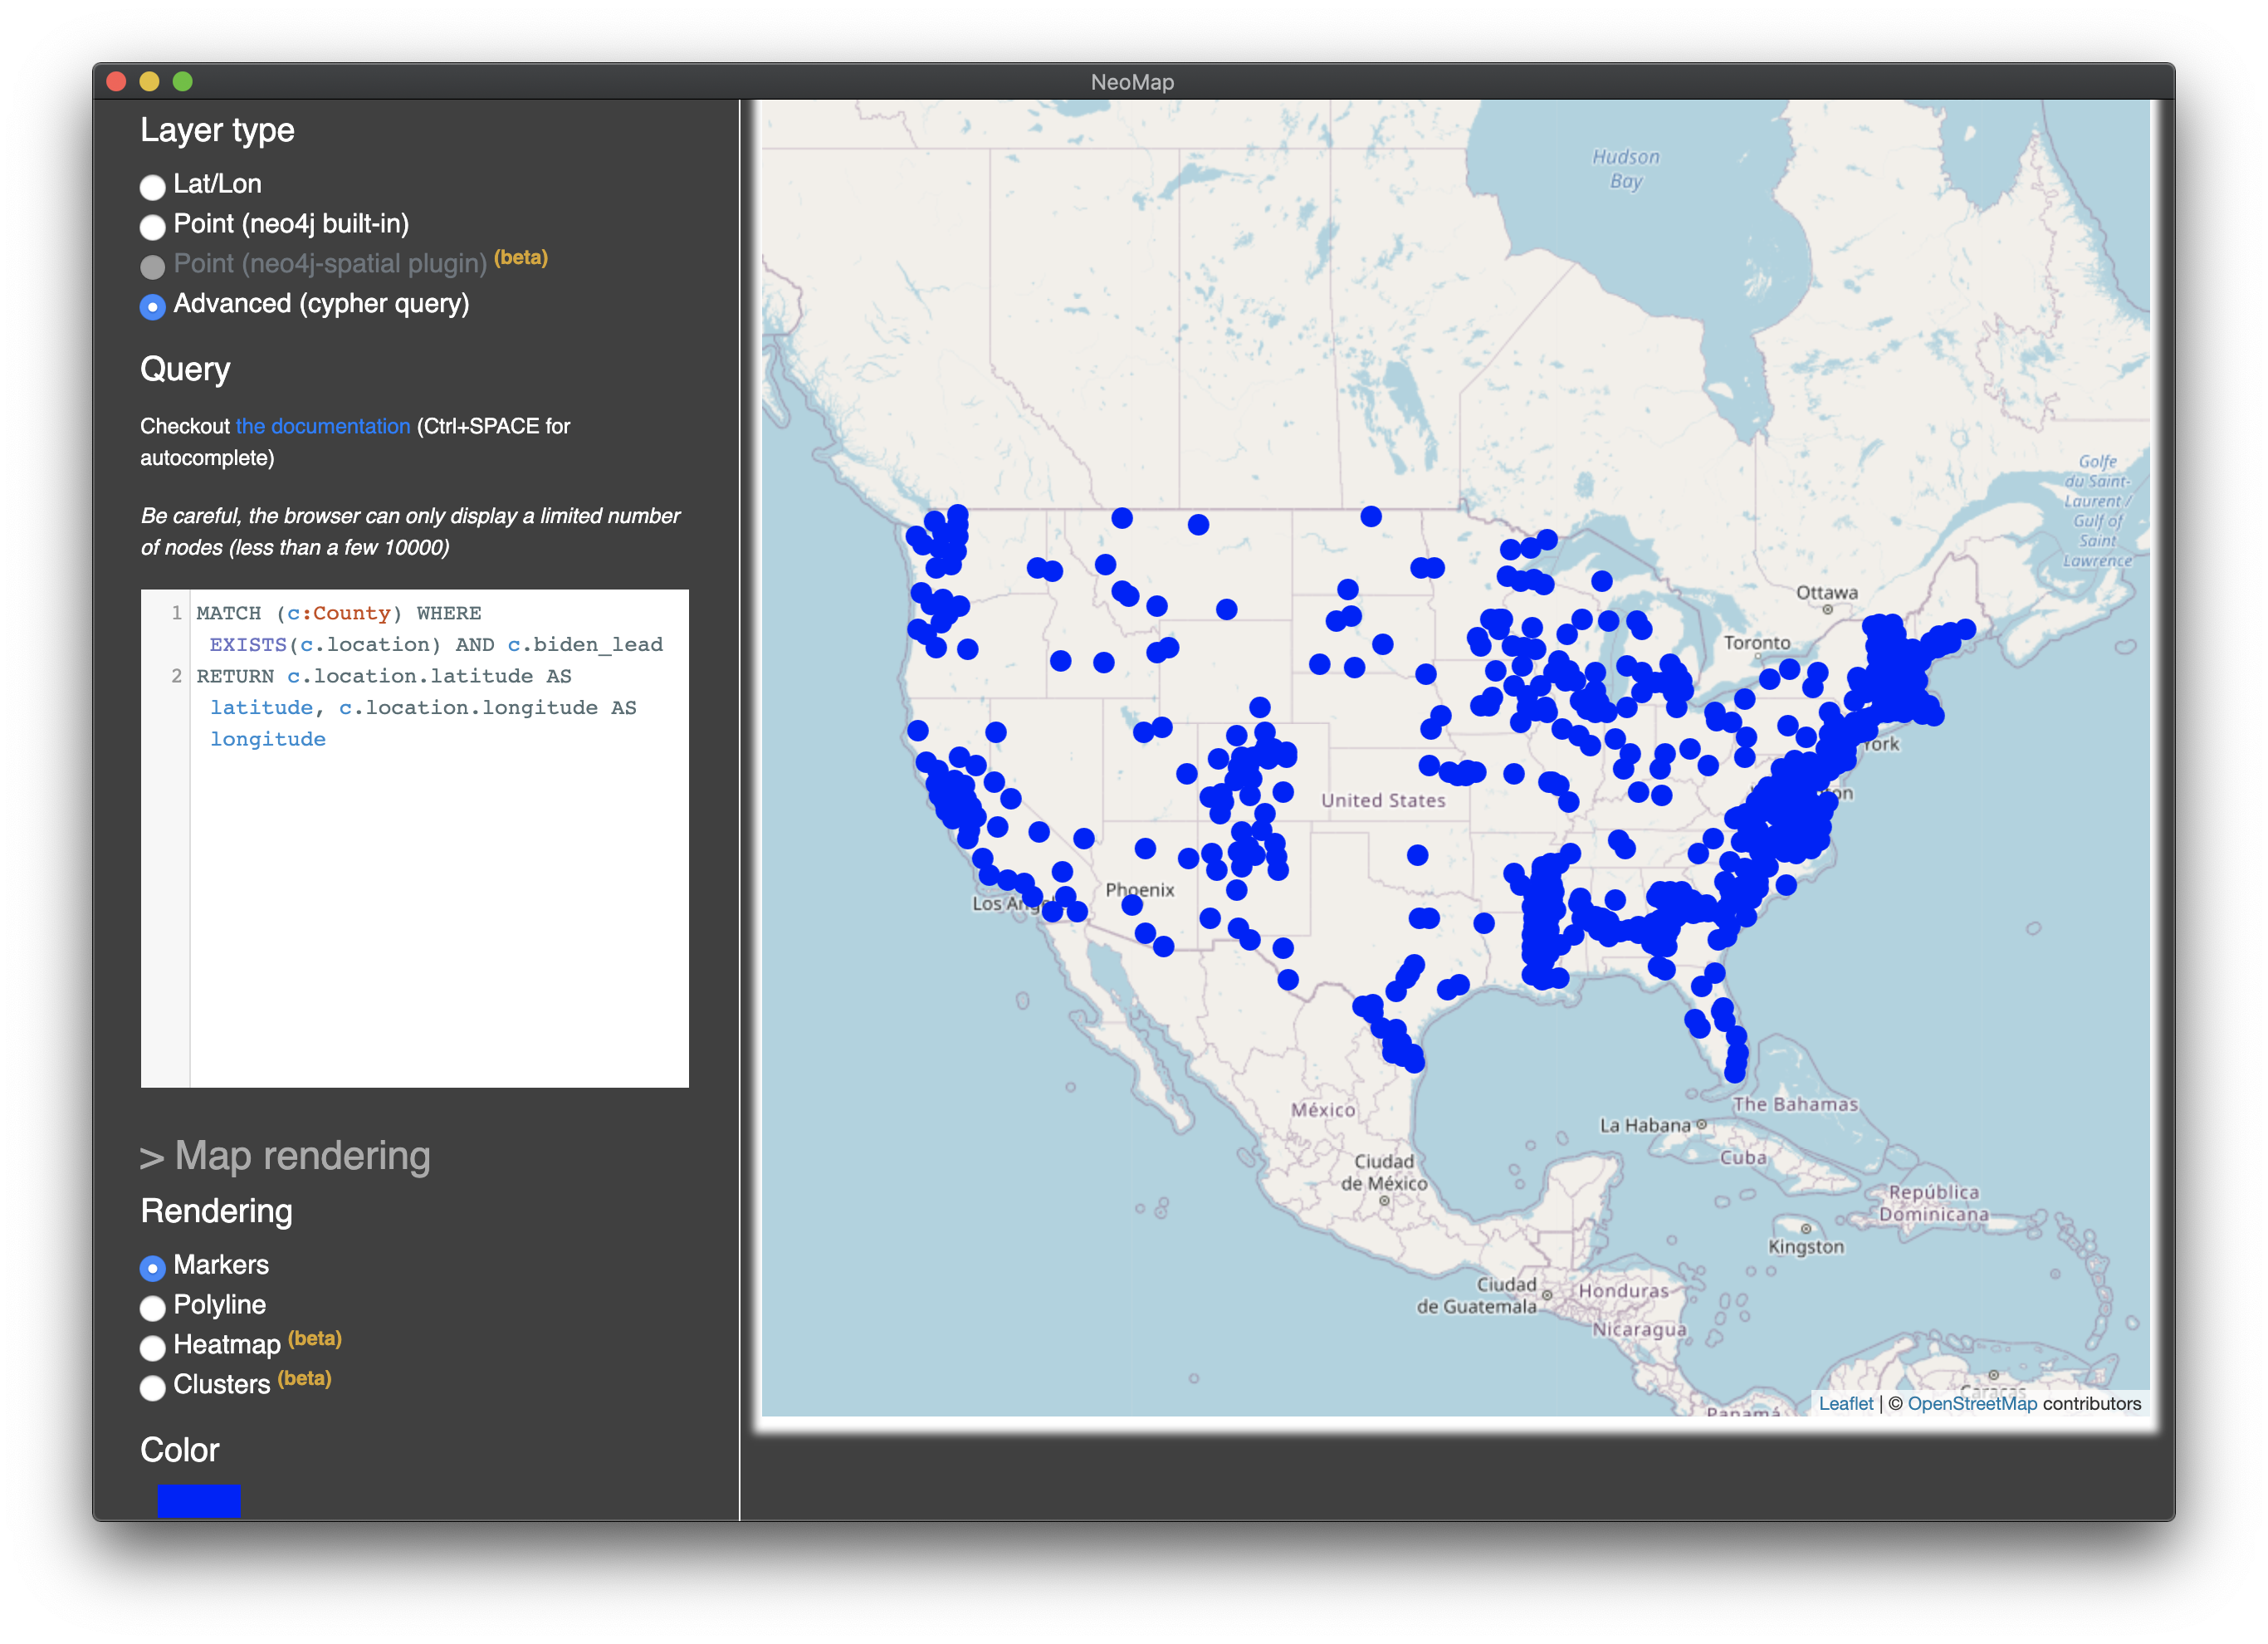 NeoMap
Layer type
Lat/Lon
Point (neo4j built-in)
Point (neo4j-spatial plugin) (beta)
Advanced (cypher query)
Query
Checkout the documentation (Ctrl+SPACE for
autocomplete)
Be careful, the browser can only display a limited number
of nodes (less than a few 10000)
1 MATCH (c:County) WHERE
EXISTS(c.location) AND c.biden_lead
2 RETURN c.location.latitude AS
latitude, c.location.longitude AS
longitude
> Map rendering
Rendering
Markers
Polyline
Heatmap (beta)
Clusters (beta)
Color
Hudson
Bay
Golfe
du Saint-
Laurent /
Gulf of
Saint
Lawrence
Ottawa
Toronto
York
United States
Phoenix
Los
México
The Bahamas
La Habana
Cuba
Ciudad
de México
República
Dominicana
Kingston
Ciudad
de Guatemala
Honduras
Nicaragua
Caracas
Panamá
Leaflet | © OpenStreetMap contributors